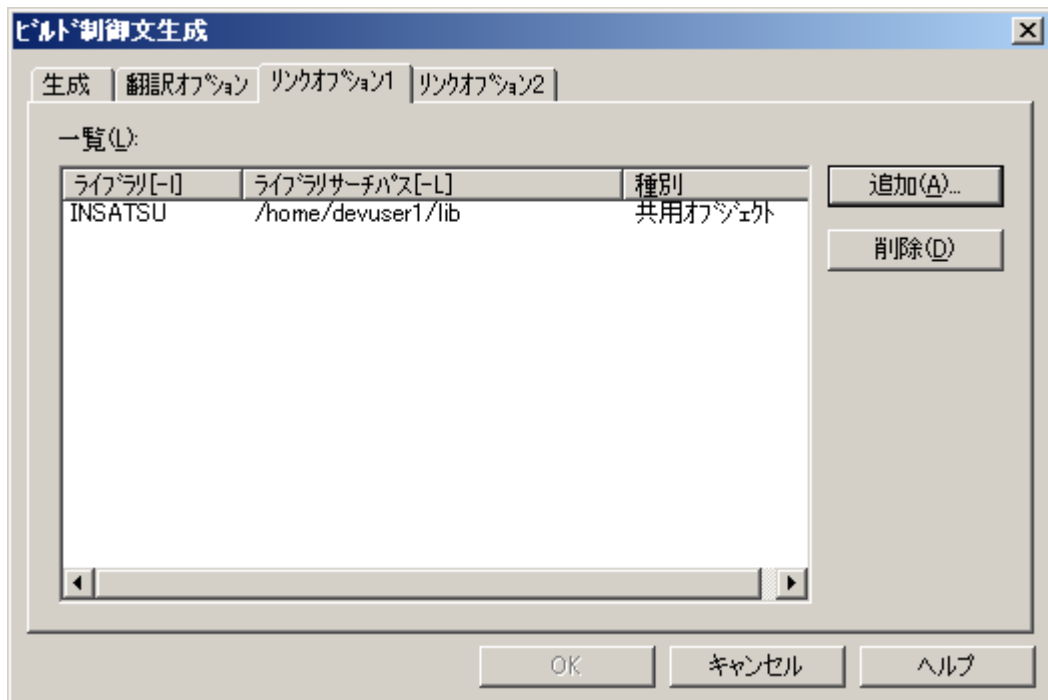 ﾋﾞﾙﾄﾞ制御文生成
生成 翻訳ｵﾌﾟｼｮﾝ ﾘﾝｸｵﾌﾟｼｮﾝ1 ﾘﾝｸｵﾌﾟｼｮﾝ2
一覧(L):
ﾗｲﾌﾞﾗﾘ[-l] ﾗｲﾌﾞﾗﾘｻｰﾁﾊﾟｽ[-L] 種別
INSATSU /home/devuser1/lib 共用ｵﾌﾞｼﾞｪｸﾄ
追加(A)...
削除(D)
OK キャンセル ヘルプ